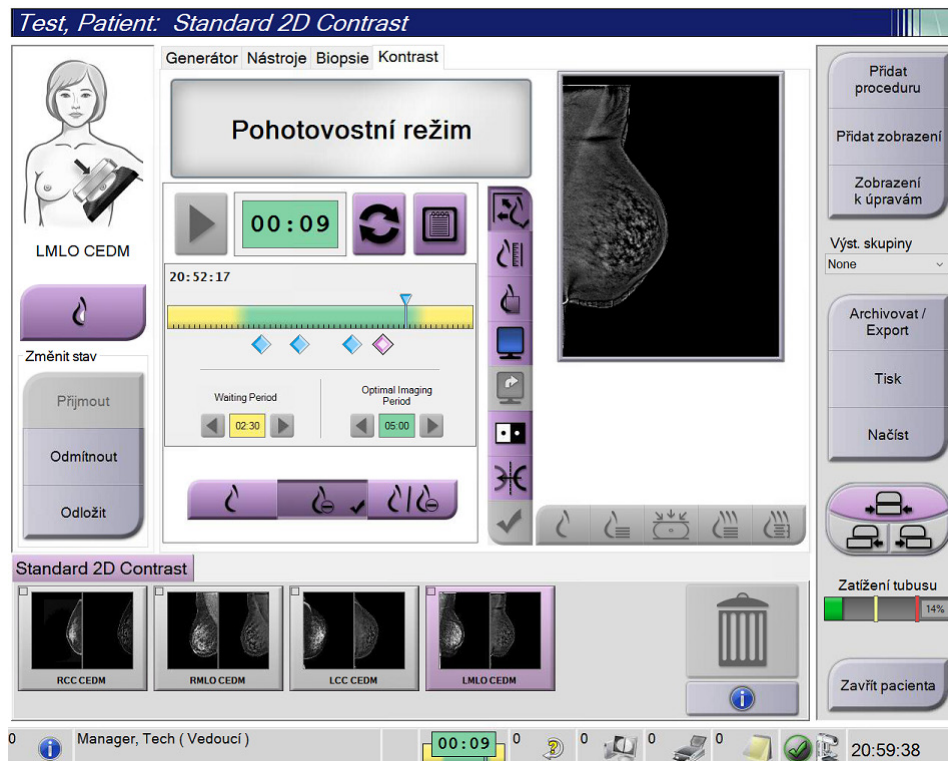 Test, Patient: Standard 2D Contrast
Generátor Nástroje Biopsie Kontrast
Pohotovostní režim
LMLO CEDM
00:09
20:52:17
Waiting Period
02:30
Optimal Imaging
Period
05:00
Změnit stav
Přijmout
Odmítnout
Odložit
Přidat
proceduru
Přidat zobrazení
Zobrazení
k úpravám
Výst. skupiny
None
Archivovat /
Export
Tisk
Načíst
Zatížení tubusu
14%
Zavřít pacienta
Standard 2D Contrast
RCC CEDM
RMLO CEDM
LCC CEDM
LMLO CEDM
0
Manager, Tech ( Vedoucí )
00:09
0
0
0
0
20:59:38